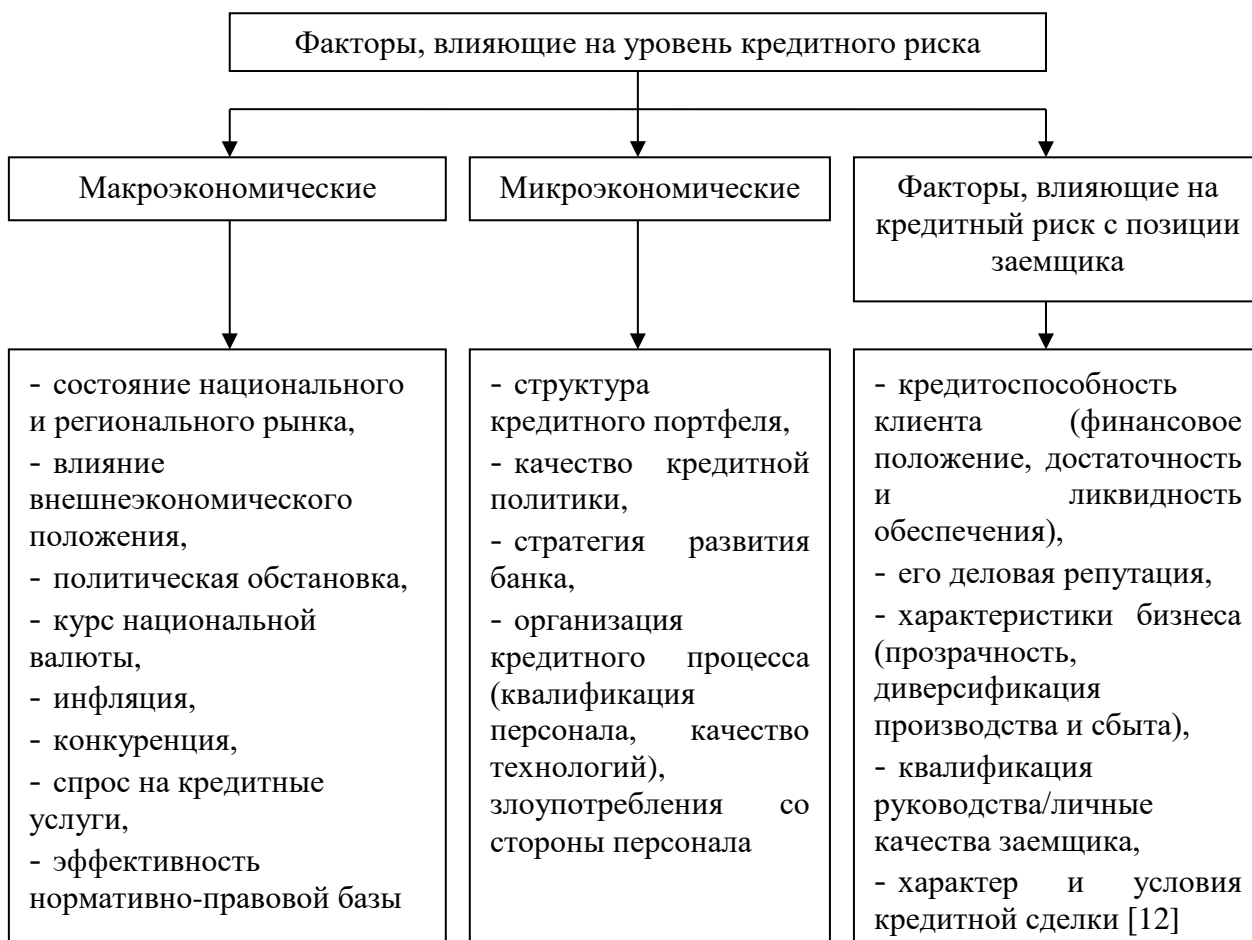 Факторы, влияющие на уровень кредитного риска
Макроэкономические
Микроэкономические
Факторы, влияющие на
кредитный риск с позиции
заемщика
- состояние национального
и регионального рынка,
- влияние
внешнеэкономического
положения,
- политическая обстановка,
- курс национальной
валюты,
- инфляция,
- конкуренция,
- спрос на кредитные
услуги,
- эффективность
нормативно-правовой базы
- структура
кредитного портфеля,
- качество кредитной
политики,
- стратегия развития
банка,
- организация
кредитного процесса
(квалификация
персонала, качество
технологий),
злоупотребления со
стороны персонала
- кредитоспособность
клиента (финансовое
положение, достаточность
и ликвидность
обеспечения),
- его деловая репутация,
- характеристики бизнеса
(прозрачность,
диверсификация
производства и сбыта),
- квалификация
руководства/личные
качества заемщика,
- характер и условия
кредитной сделки [12]